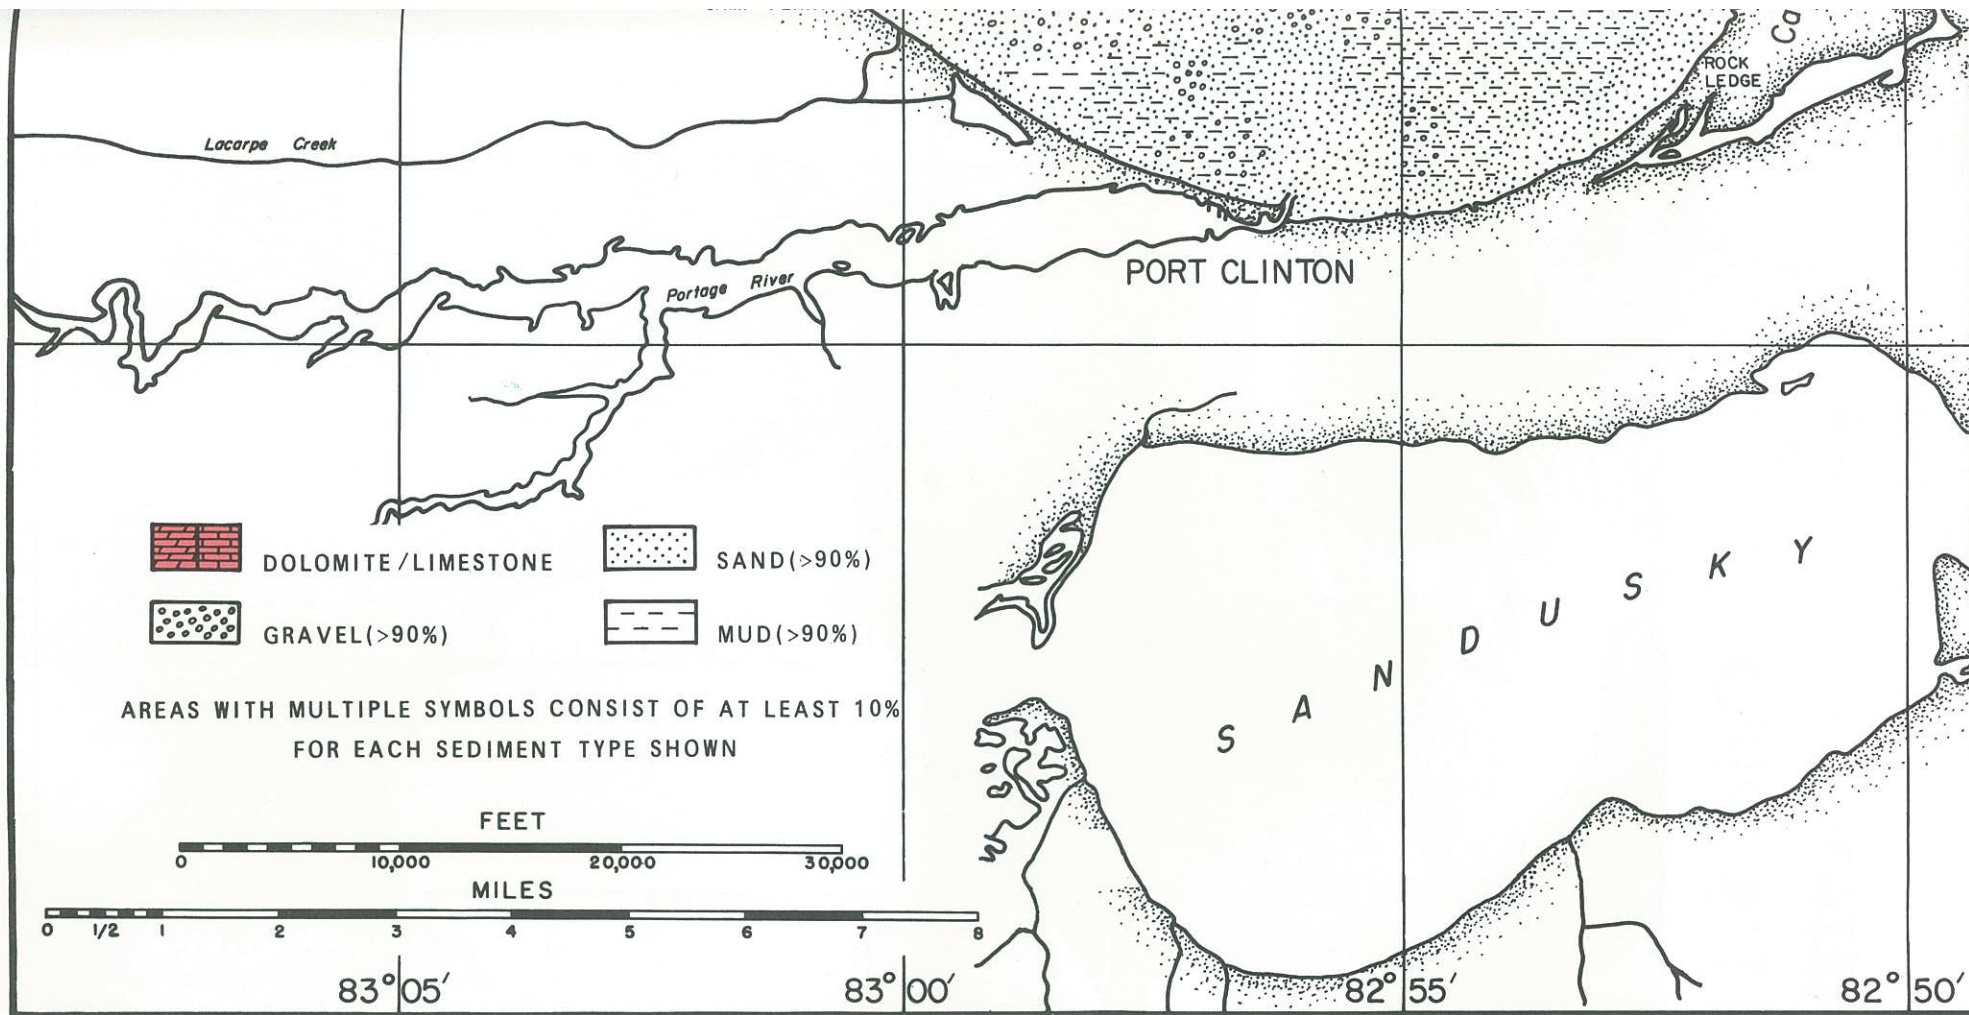 Ca
ROCK
LEDGE
Lacarpe Creek
PORT CLINTON
Portage River
DOLOMITE/LIMESTONE
SAND(>90%)
GRAVEL(>90%)
MUD(>90%)
SANDUSKY
AREAS WITH MULTIPLE SYMBOLS CONSIST OF AT LEAST 10%
FOR EACH SEDIMENT TYPE SHOWN
FEET
0 10,000 20,000 30,000
MILES
0 1/2 1 2 3 4 5 6 7 8
83°05' 83°00' 82°55' 82°50'